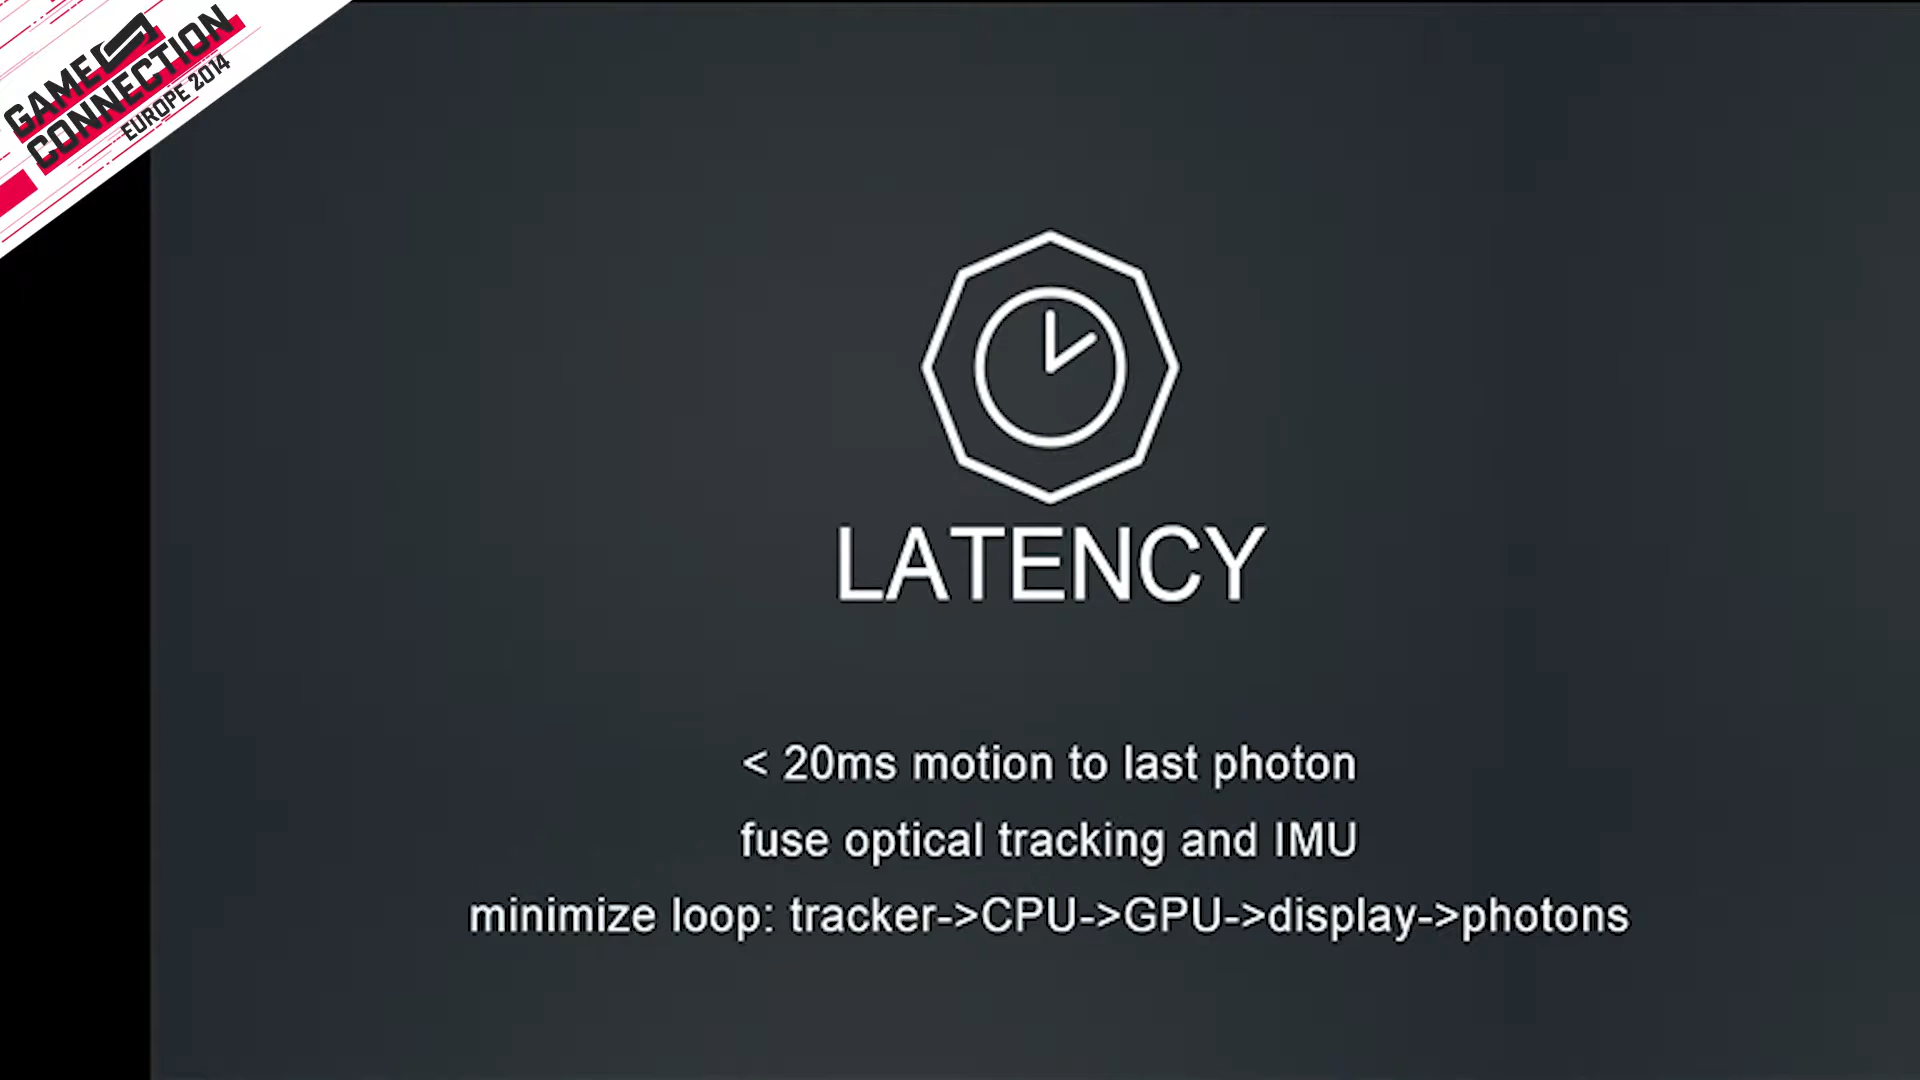 GAME
CONNECTION
EUROPE 2014
LATENCY
< 20ms motion to last photon
fuse optical tracking and IMU
minimize loop: tracker->CPU->GPU->display->photons